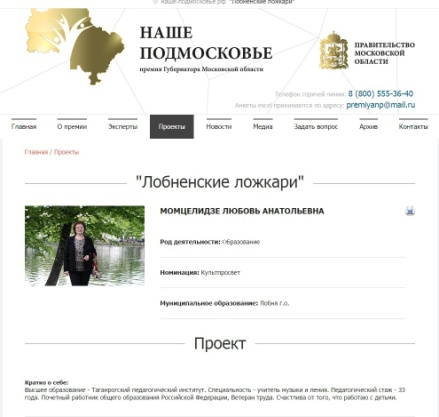 наше-подмосковье.рф "Лобненские ложкари"
НАШЕ
ПОДМОСКОВЬЕ
премия Губернатора Московской области
ПРАВИТЕЛЬСТВО
МОСКОВСКОЙ
ОБЛАСТИ
Телефон горячей линии: 8 (800) 555-36-40
Анкеты excel принимаются по адресу: premiyanp@mail.ru
Главная О премии Эксперты Проекты Новости Медиа Задать вопрос Архив Контакты
Главная / Проекты
"Лобненские ложкари"
МОМЦЕЛИДЗЕ ЛЮБОВЬ АНАТОЛЬЕВНА
Род деятельности: Образование
Номинация: Культпросвет
Муниципальное образование: Лобня г.о.
Проект
Кратко о себе:
Высшее образование - Таганрогский педагогический институт. Специальность - учитель музыки и пения. Педагогический стаж - 33
года. Почетный работник общего образования Российской Федерации, Ветеран труда. Счастлива от того, что работаю с детьми.